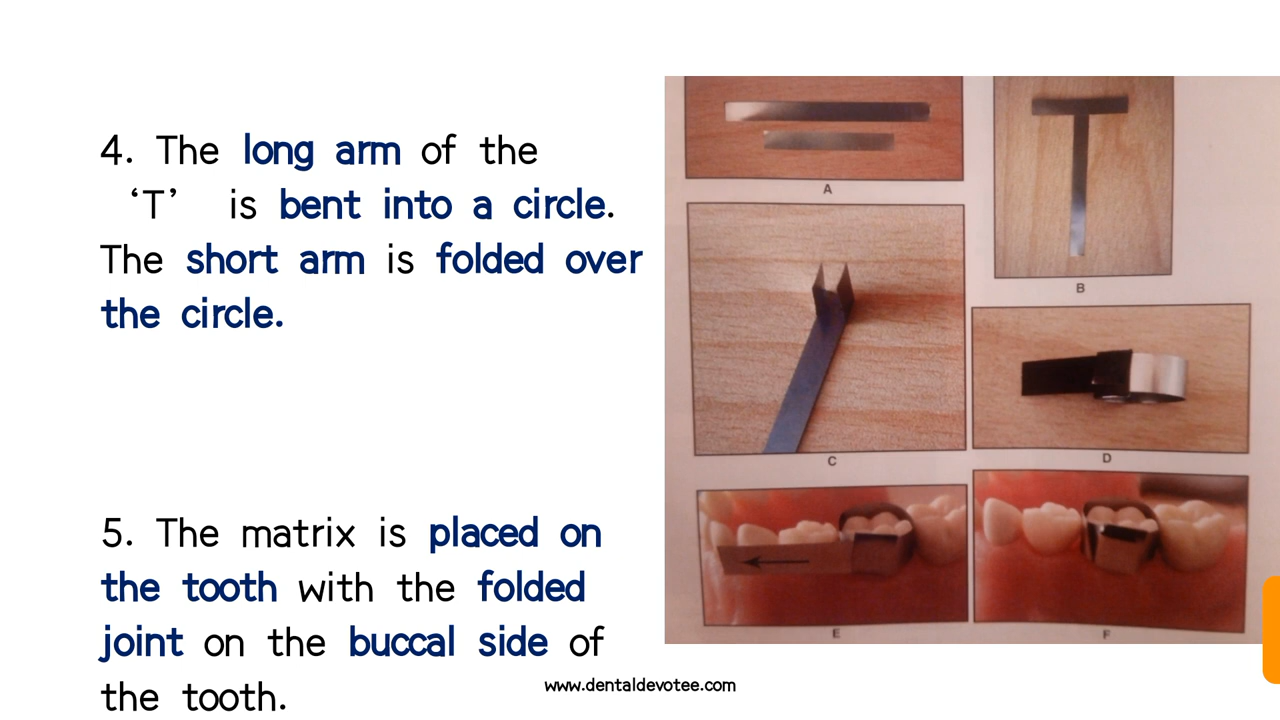 4. The long arm of the
‘T’ is bent into a circle.
The short arm is folded over
the circle.
5. The matrix is placed on
the tooth with the folded
joint on the buccal side of
the tooth.
A
B
C
D
E
F
www.dentaldevotee.com